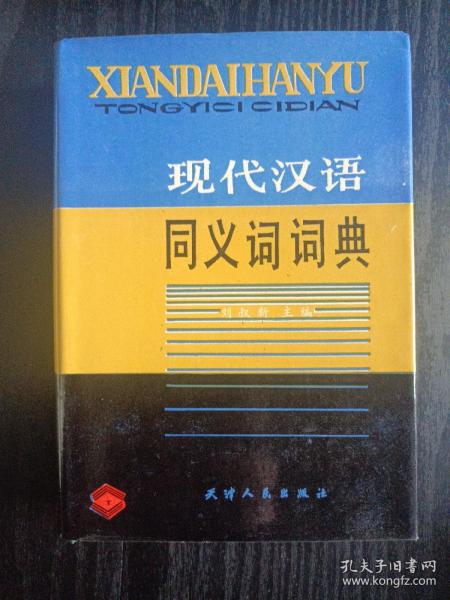 XIANDAIHANYU
TONGYICI CIDIAN
现代汉语
同义词词典
刘叔新 主编
T
天津人民出版社
孔夫子旧书网
www.kongfz.com